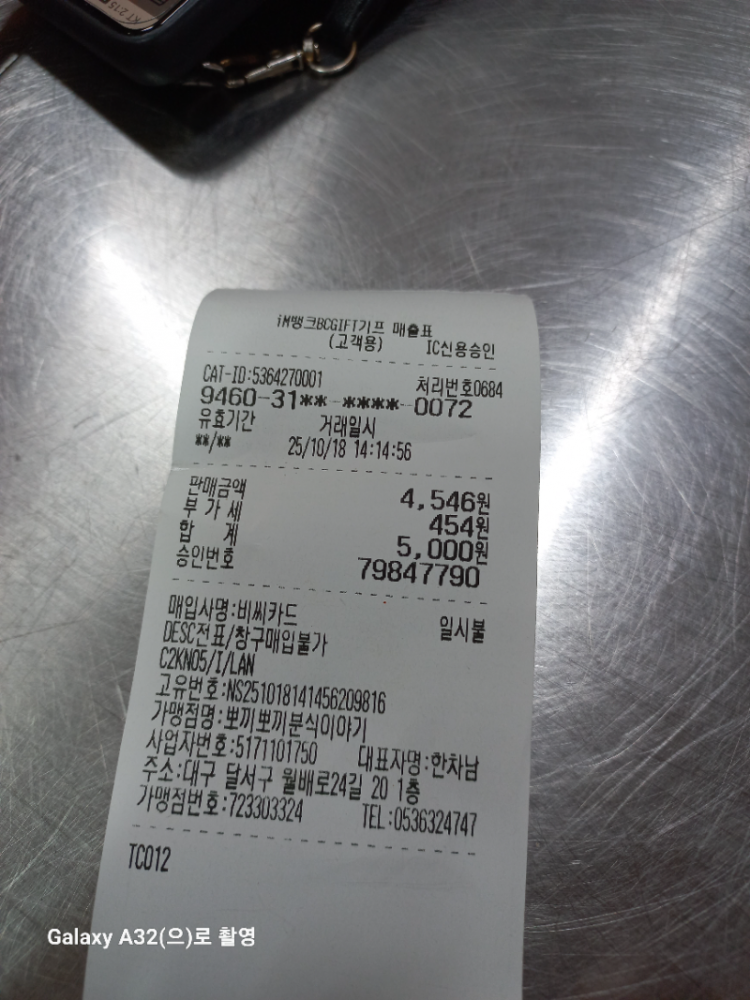 KT 215
iM뱅크BCGIFT기프 매출표
(고객용) IC신용승인
CAT-ID:5364270001 처리번호0684
9460-31**-****-0072
유효기간 거래일시
**/** 25/10/18 14:14:56
판매금액 4,546원
부 가 세 454원
합 계 5,000원
승인번호 79847790
매입사명:비씨카드 일시불
DESC전표/창구매입불가
C2KN05/I/LAN
고유번호:NS251018141456209816
가맹점명:뽀끼뽀끼분식이야기
사업자번호:5171101750 대표자명:한차남
주소:대구 달서구 월배로24길 20 1층
가맹점번호:723303324 TEL:0536324747
TC012
Galaxy A32(으)로 촬영